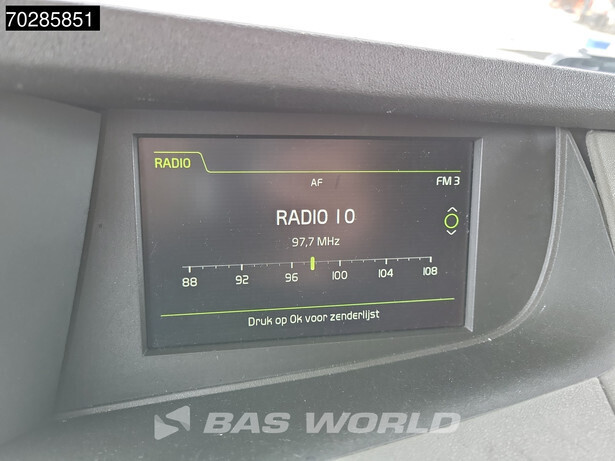 70285851
RADIO
AF
FM 3
RADIO 10
97,7 MHz
88 92 96 100 104 108
Druk op Ok voor zenderlijst
BAS WORLD